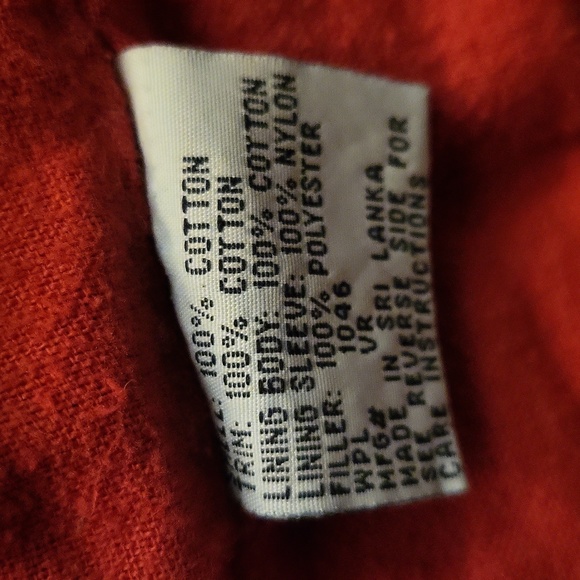 100% COTTON
TRIM: 100% COTTON
LINING BODY: 100% COTTON
LINING SLEEVE: 100% NYLON
FILLER: 100% POLYESTER
WPL 1046
MFG# VR
MADE IN SRI LANKA
SEE REVERSE SIDE FOR
CARE INSTRUCTIONS